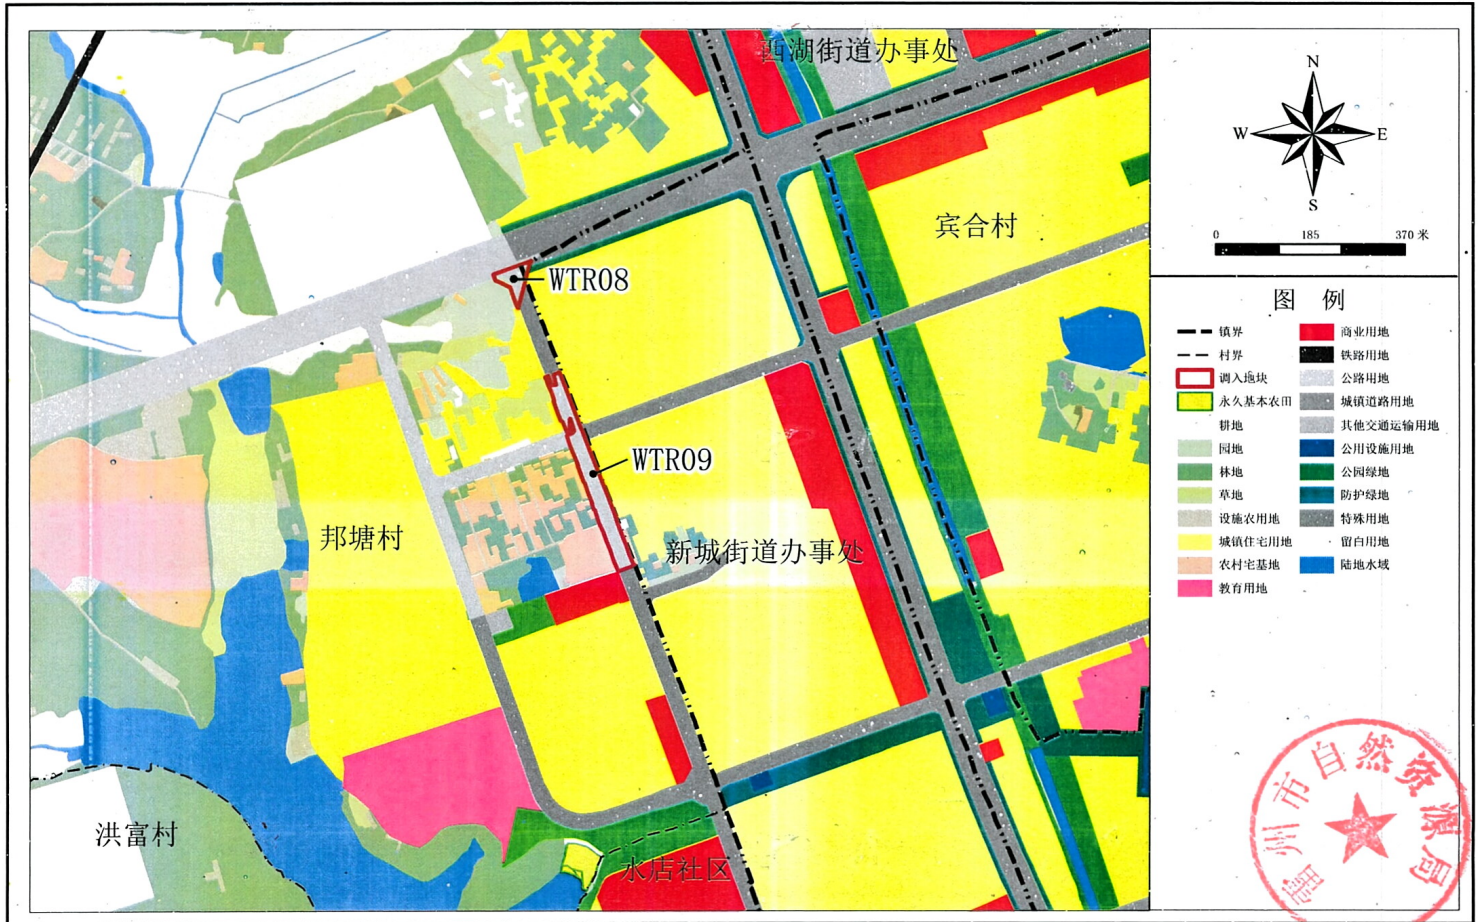 西湖街道办事处
宾合村
WTR08
WTR09
邦塘村
新城街道办事处
洪富村
水店社区
N
W
E
S
0
185
370 米
图 例
镇界
村界
调入地块
永久基本农田
耕地
园地
林地
草地
设施农用地
城镇住宅用地
农村宅基地
教育用地
商业用地
铁路用地
公路用地
城镇道路用地
其他交通运输用地
公用设施用地
公园绿地
防护绿地
特殊用地
留白用地
陆地水域
雷州市自然资源局